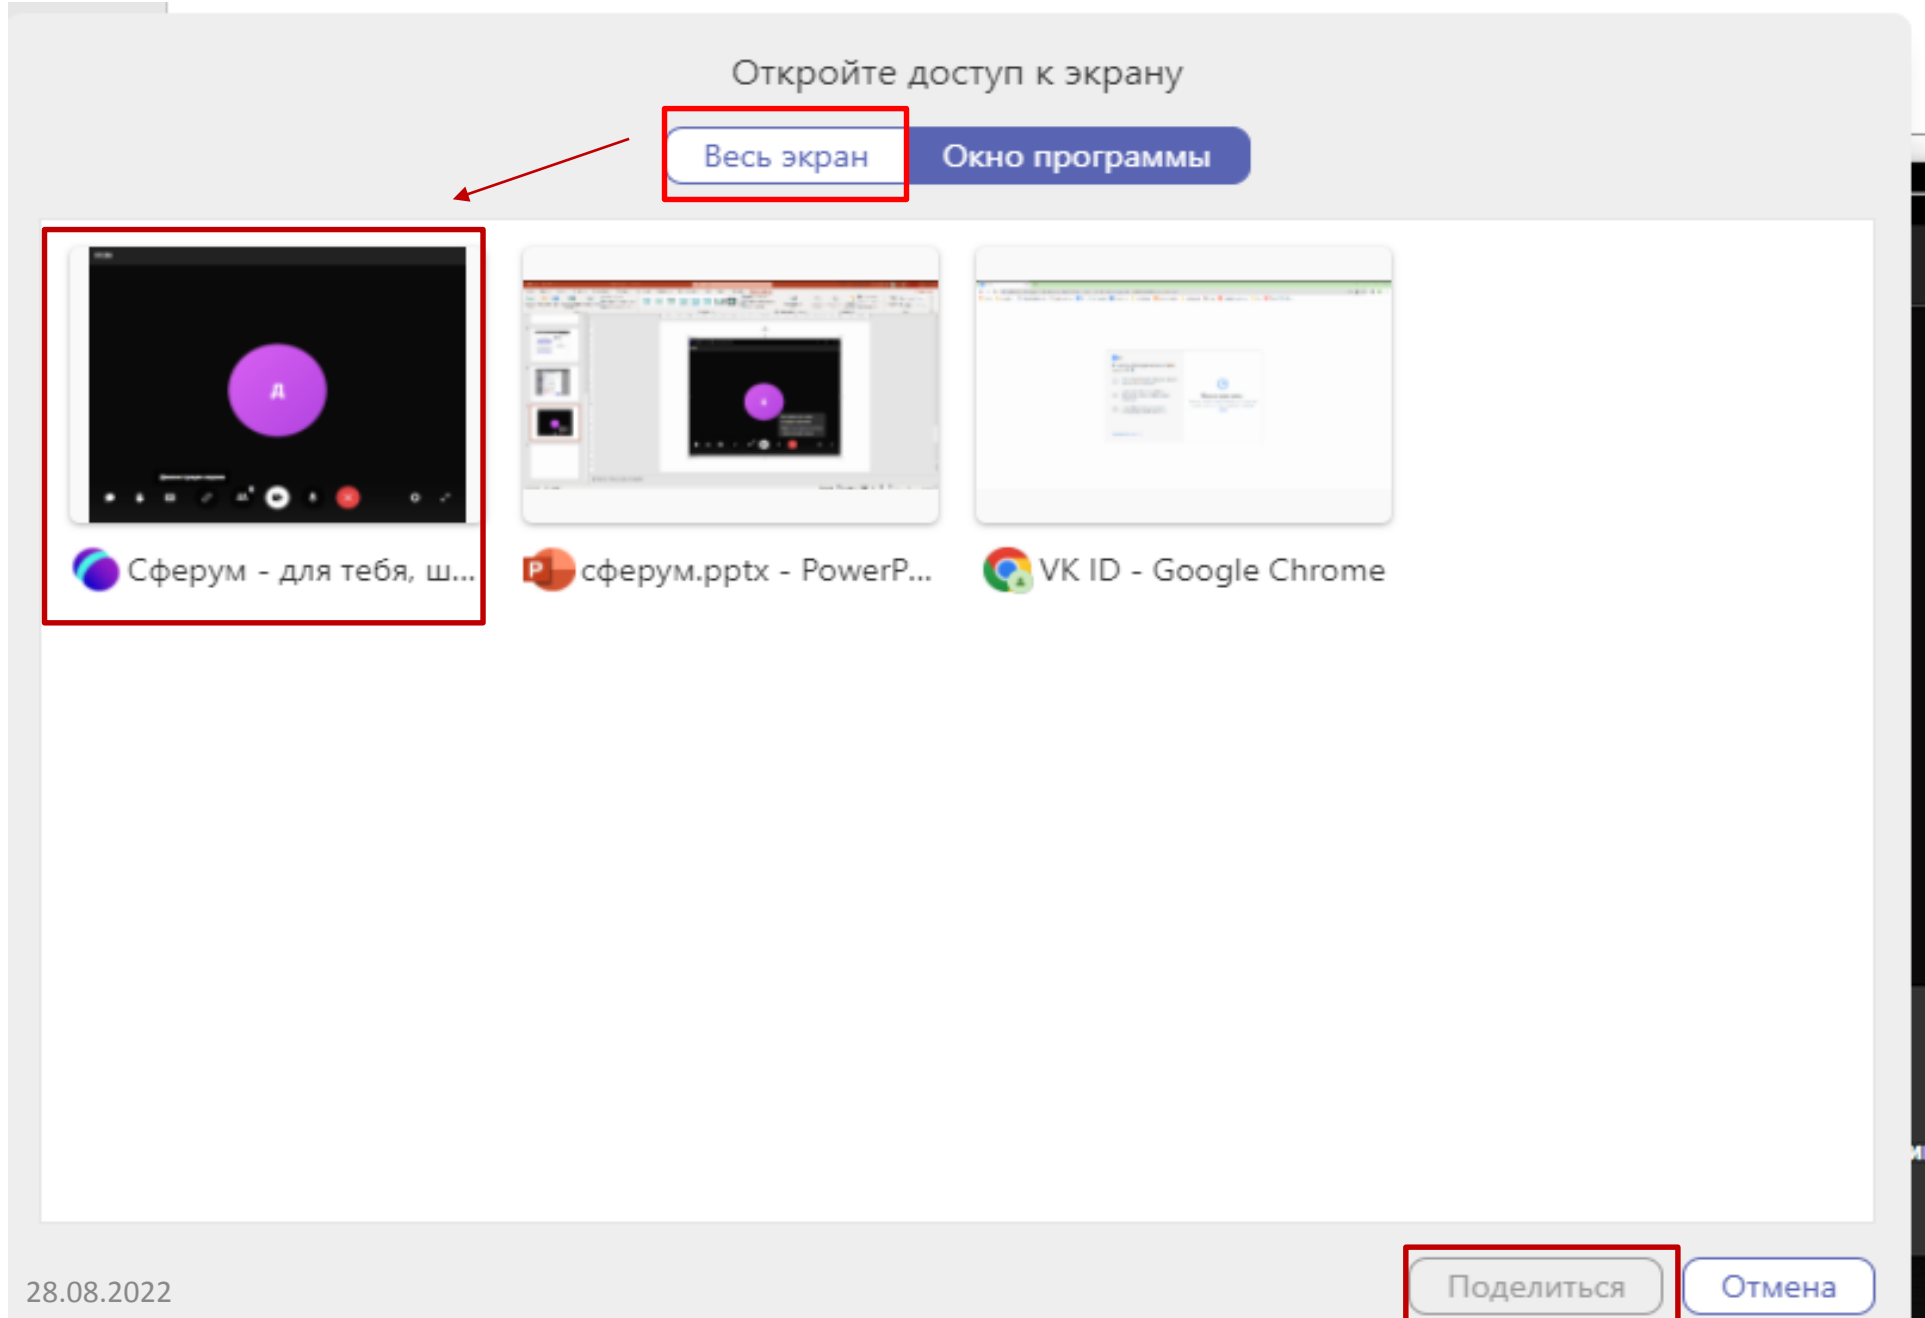 Откройте доступ к экрану
Весь экран
Окно программы
Д
Сферум - для тебя, ш...
сферум.pptx - PowerP...
VK ID - Google Chrome
28.08.2022
Поделиться
Отмена